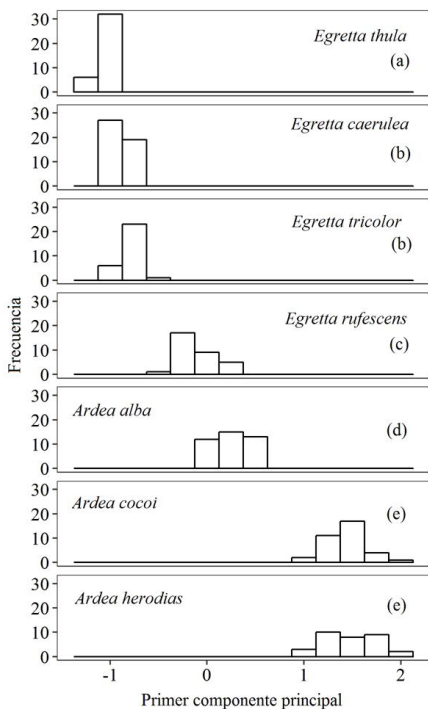 30
20
10
0
Egretta thula
(a)
30
20
10
0
Egretta caerulea
(b)
30
20
10
0
Egretta tricolor
(b)
30
20
10
0
Egretta rufescens
(c)
30
20
10
0
Ardea alba
(d)
30
20
10
0
Ardea cocoi
(e)
30
20
10
0
Ardea herodias
(e)
Frecuencia
-1 0 1 2
Primer componente principal